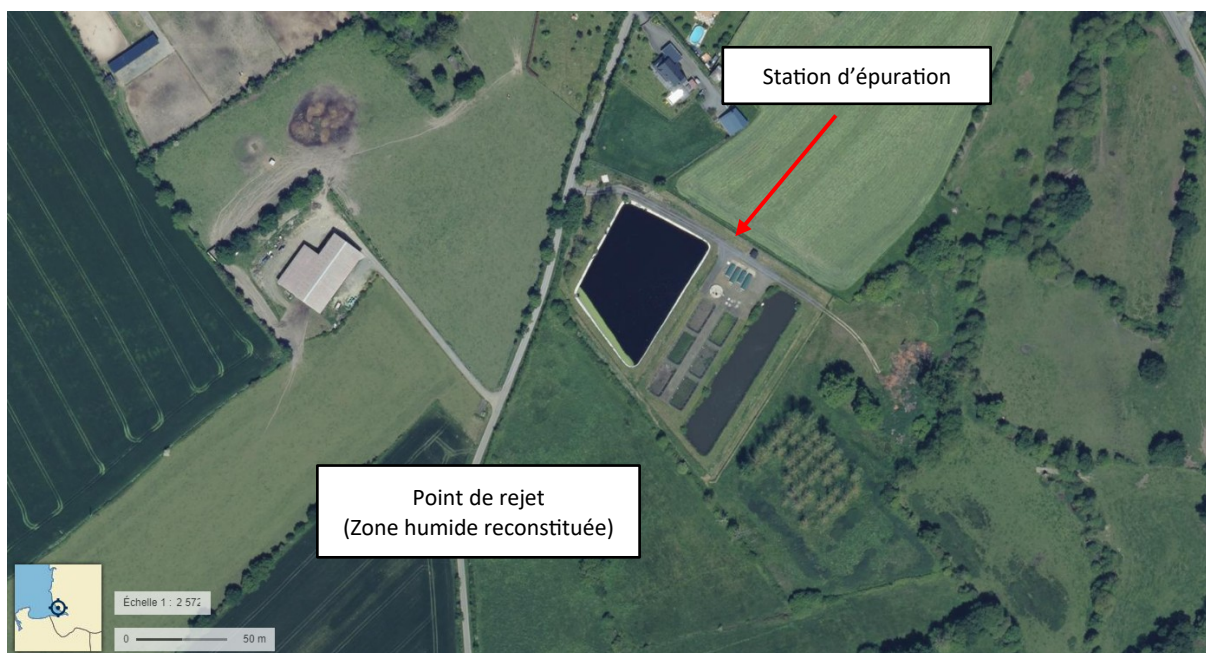 Station d'épuration
Point de rejet
(Zone humide reconstituée)
Échelle 1 : 2 572
0 50 m